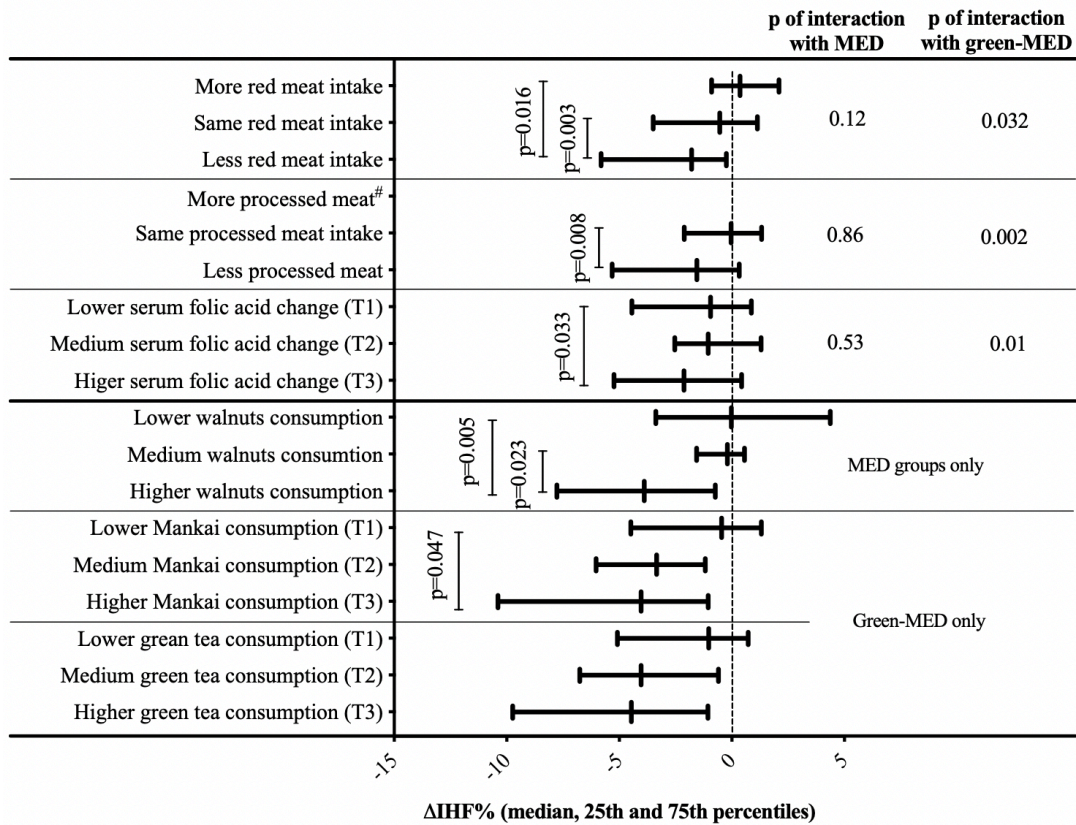 p of interaction with MED
p of interaction with green-MED
More red meat intake
Same red meat intake
Less red meat intake
p=0.016
p=0.003
0.12
0.032
More processed meat#
Same processed meat intake
Less processed meat
p=0.008
0.86
0.002
Lower serum folic acid change (T1)
Medium serum folic acid change (T2)
Higer serum folic acid change (T3)
p=0.033
0.53
0.01
Lower walnuts consumption
Medium walnuts consumtion
Higher walnuts consumption
p=0.005
p=0.023
MED groups only
Lower Mankai consumption (T1)
Medium Mankai consumption (T2)
Higher Mankai consumption (T3)
p=0.047
Lower grean tea consumption (T1)
Medium green tea consumption (T2)
Higher green tea consumption (T3)
Green-MED only
-15
-10
-5
0
5
ΔIHF% (median, 25th and 75th percentiles)